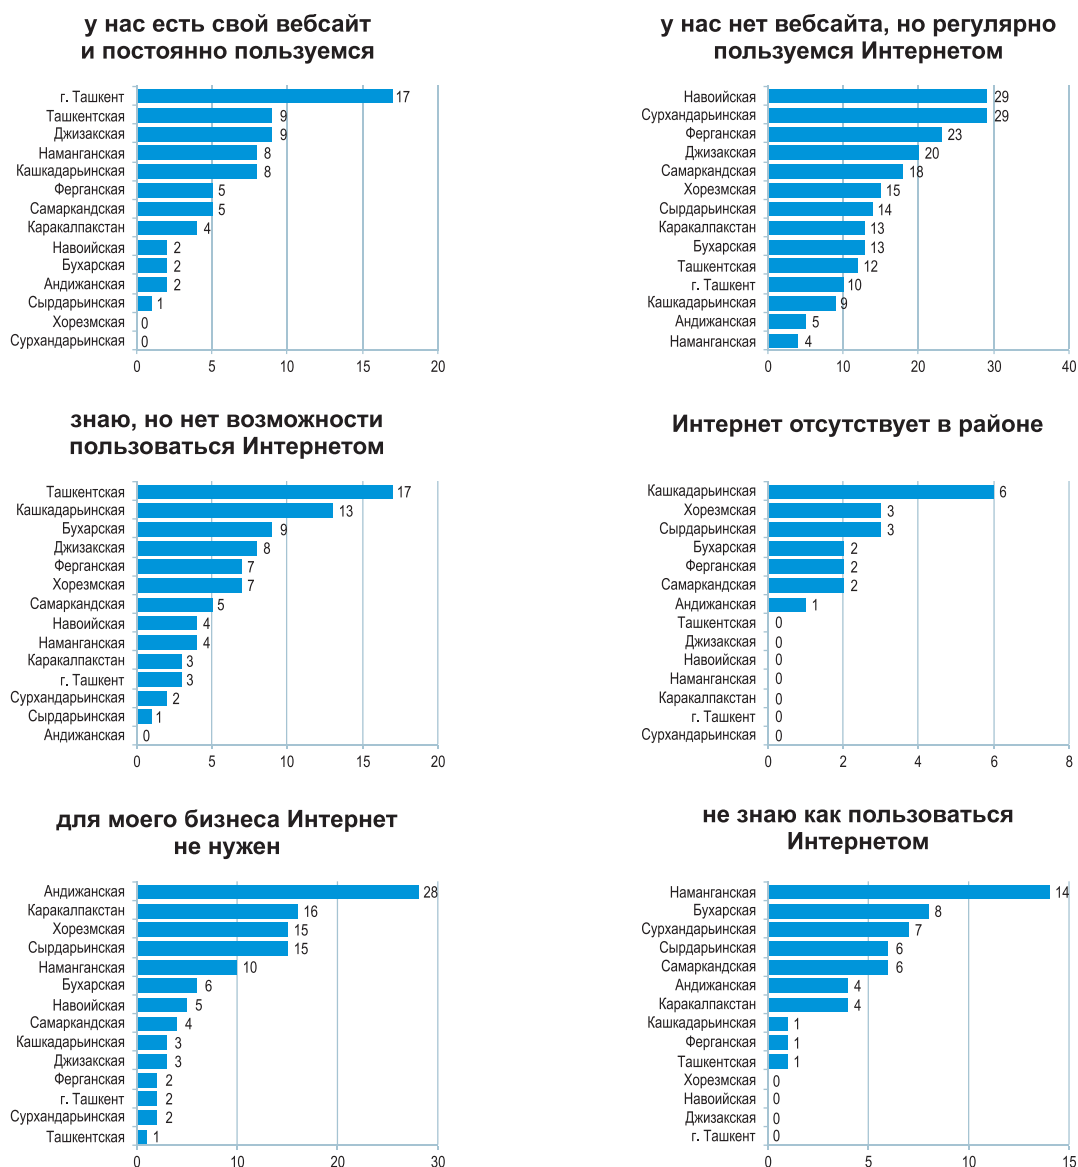 у нас есть свой вебсайт
и постоянно пользуемся
г. Ташкент 17
Ташкентская 9
Джизакская 9
Наманганская 8
Кашкадарьинская 8
Ферганская 5
Самаркандская 5
Каракалпакстан 4
Навоийская 2
Бухарская 2
Андижанская 2
Сырдарьинская 1
Хорезмская 0
Сурхандарьинская 0
0 5 10 15 20
у нас нет вебсайта, но регулярно
пользуемся Интернетом
Навоийская 29
Сурхандарьинская 29
Ферганская 23
Джизакская 20
Самаркандская 18
Хорезмская 15
Сырдарьинская 14
Каракалпакстан 13
Бухарская 13
Ташкентская 12
г. Ташкент 10
Кашкадарьинская 9
Андижанская 5
Наманганская 4
0 10 20 30 40
знаю, но нет возможности
пользоваться Интернетом
Ташкентская 17
Кашкадарьинская 13
Бухарская 9
Джизакская 8
Ферганская 7
Хорезмская 7
Самаркандская 5
Навоийская 4
Наманганская 4
Каракалпакстан 3
г. Ташкент 3
Сурхандарьинская 2
Сырдарьинская 1
Андижанская 0
0 5 10 15 20
Интернет отсутствует в районе
Кашкадарьинская 6
Хорезмская 3
Сырдарьинская 3
Бухарская 2
Ферганская 2
Самаркандская 2
Андижанская 1
Ташкентская 0
Джизакская 0
Навоийская 0
Наманганская 0
Каракалпакстан 0
г. Ташкент 0
Сурхандарьинская 0
0 2 4 6 8
для моего бизнеса Интернет
не нужен
Андижанская 28
Каракалпакстан 16
Хорезмская 15
Сырдарьинская 15
Наманганская 10
Бухарская 6
Навоийская 5
Самаркандская 4
Кашкадарьинская 3
Джизакская 3
Ферганская 2
г. Ташкент 2
Сурхандарьинская 2
Ташкентская 1
0 10 20 30
не знаю как пользоваться
Интернетом
Наманганская 14
Бухарская 8
Сурхандарьинская 7
Сырдарьинская 6
Самаркандская 6
Андижанская 4
Каракалпакстан 4
Кашкадарьинская 1
Ферганская 1
Ташкентская 1
Хорезмская 0
Навоийская 0
Джизакская 0
г. Ташкент 0
0 5 10 15